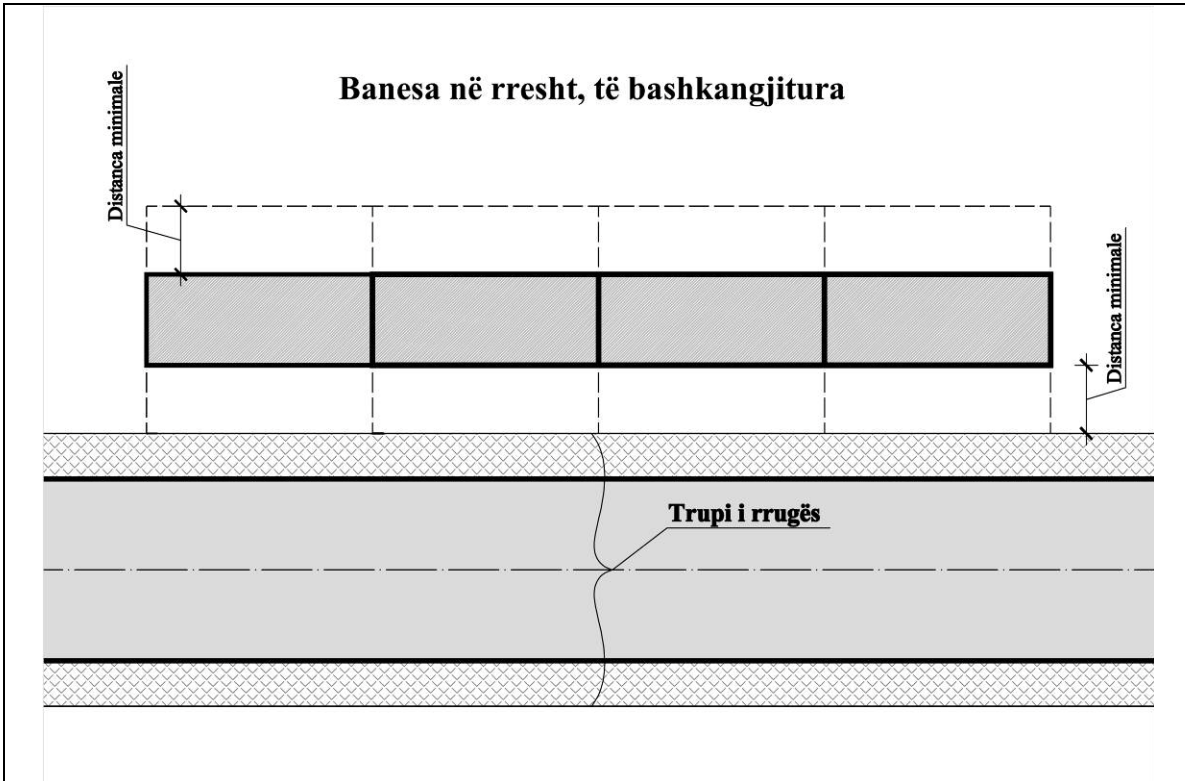 Banesa në rresht, të bashkangjitura
Distanca minimale
Distanca minimale
Trupi i rrugës